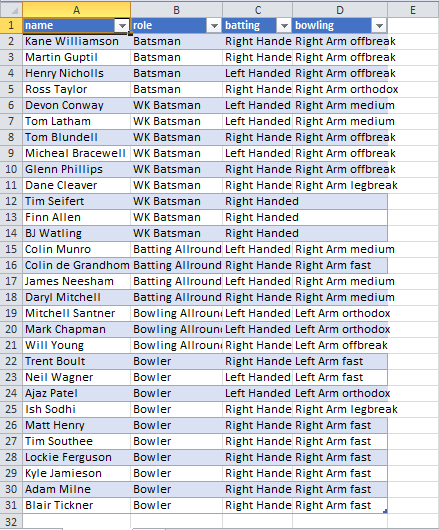 A B C D E
1 name role batting bowling
2 Kane Williamson Batsman Right Hande Right Arm offbreak
3 Martin Guptil Batsman Right Hande Right Arm offbreak
4 Henry Nicholls Batsman Left Handed Right Arm offbreak
5 Ross Taylor Batsman Right Hande Right Arm orthodox
6 Devon Conway WK Batsman Left Handed Right Arm medium
7 Tom Latham WK Batsman Left Handed Right Arm medium
8 Tom Blundell WK Batsman Right Hande Right Arm offbreak
9 Micheal Bracewell WK Batsman Left Handed Right Arm offbreak
10 Glenn Phillips WK Batsman Right Hande Right Arm offbreak
11 Dane Cleaver WK Batsman Right Hande Right Arm legbreak
12 Tim Seifert WK Batsman Right Handed
13 Finn Allen WK Batsman Right Handed
14 BJ Watling WK Batsman Right Handed
15 Colin Munro Batting Allround Left Handed Right Arm medium
16 Colin de Grandhom Batting Allround Right Hande Right Arm fast
17 James Neesham Batting Allround Left Handed Right Arm medium
18 Daryl Mitchell Batting Allround Right Hande Right Arm medium
19 Mitchell Santner Bowling Allroun Left Handed Left Arm orthodox
20 Mark Chapman Bowling Allroun Left Handed Left Arm orthodox
21 Will Young Bowling Allroun Right Hande Left Arm offbreak
22 Trent Boult Bowler Right Hande Left Arm fast
23 Neil Wagner Bowler Left Handed Left Arm fast
24 Ajaz Patel Bowler Left Handed Left Arm orthodox
25 Ish Sodhi Bowler Right Hande Right Arm legbreak
26 Matt Henry Bowler Right Hande Right Arm fast
27 Tim Southee Bowler Right Hande Right Arm fast
28 Lockie Ferguson Bowler Right Hande Right Arm fast
29 Kyle Jamieson Bowler Right Hande Right Arm fast
30 Adam Milne Bowler Right Hande Right Arm fast
31 Blair Tickner Bowler Right Hande Right Arm fast
32